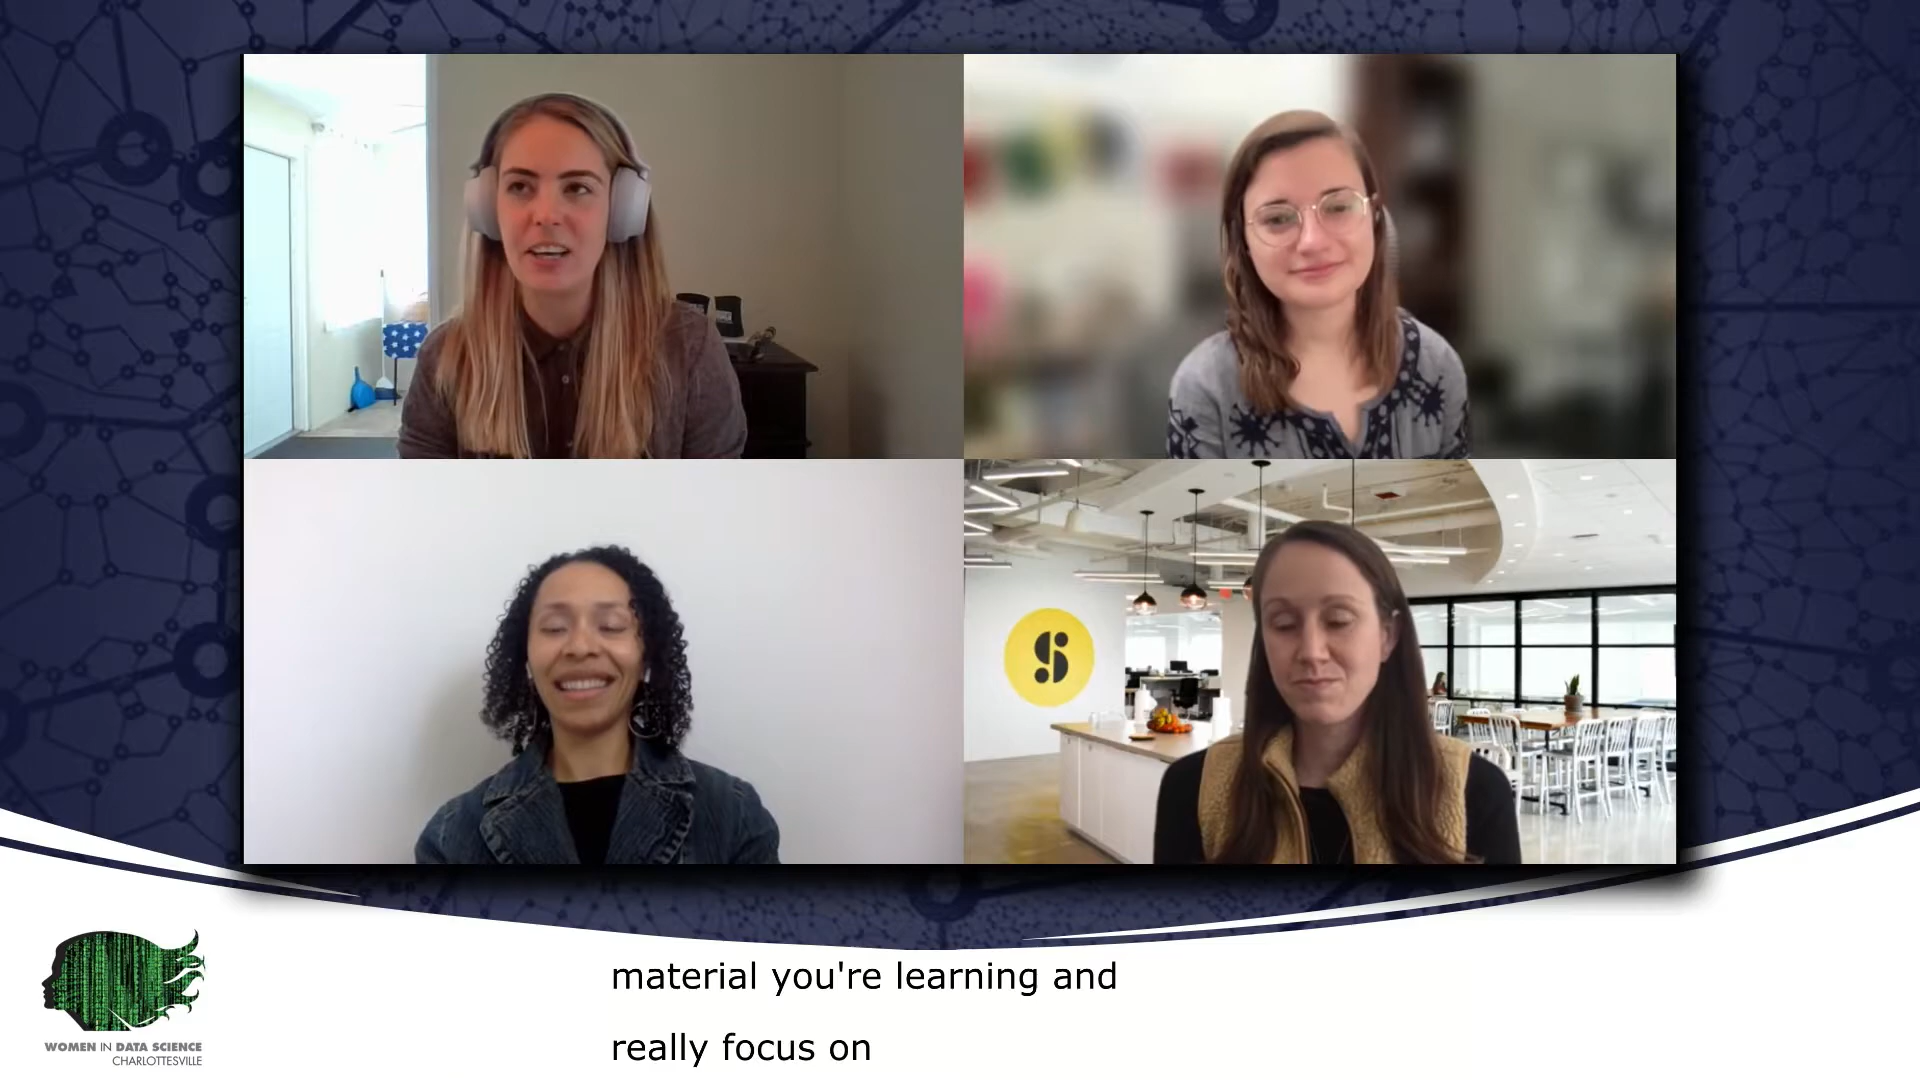 material you're learning and
really focus on
WOMEN IN DATA SCIENCE
CHARLOTTESVILLE